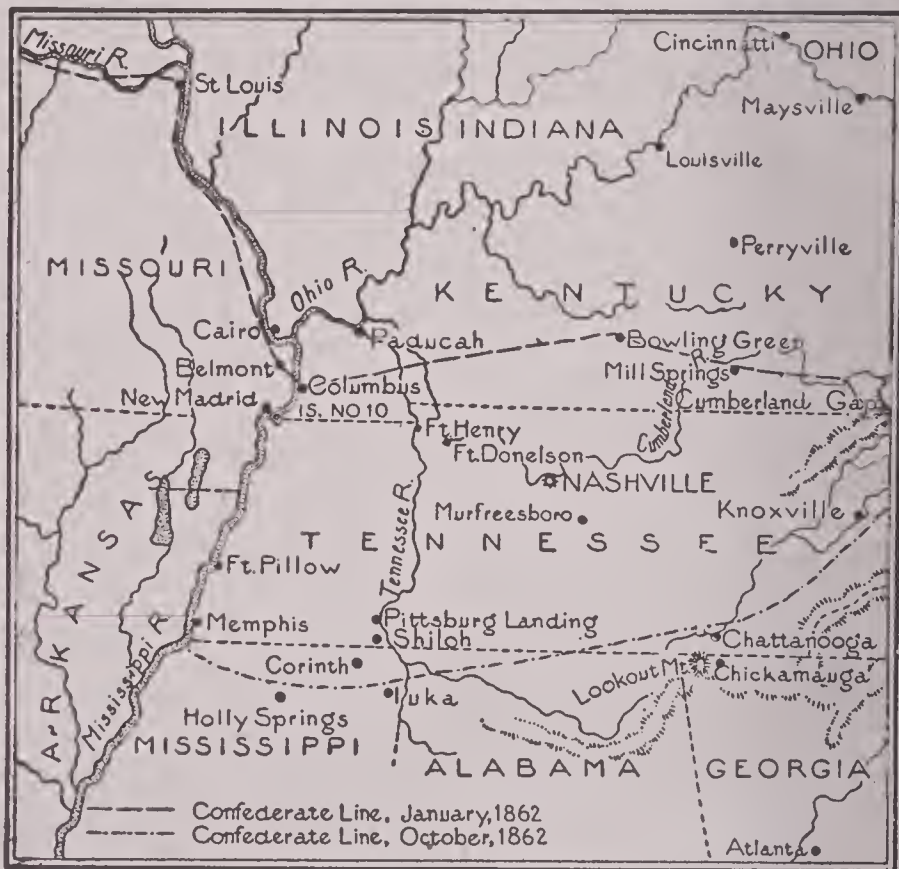 Missouri R.
St Louis
Cincinnatti
OHIO
Maysville
ILLINOIS
INDIANA
Louisville
Perryville
MISSOURI
Ohio R.
KENTUCKY
Cairo
Paducah
Bowling Green
Belmont
Mill Springs
Columbus
New Madrid
IS. NO 10
Cumberland R.
Cumberland Gap
Ft. Henry
Ft. Donelson
NASHVILLE
ARKANSAS
Tennessee R.
Murfreesboro
Knoxville
TENNESSEE
Ft. Pillow
Mississippi R.
Memphis
Pittsburg Landing
Shiloh
Chattanooga
Corinth
Lookout Mt.
Chickamauga
Iuka
Holly Springs
MISSISSIPPI
ALABAMA
GEORGIA
Confederate Line, January, 1862
Confederate Line, October, 1862
Atlanta